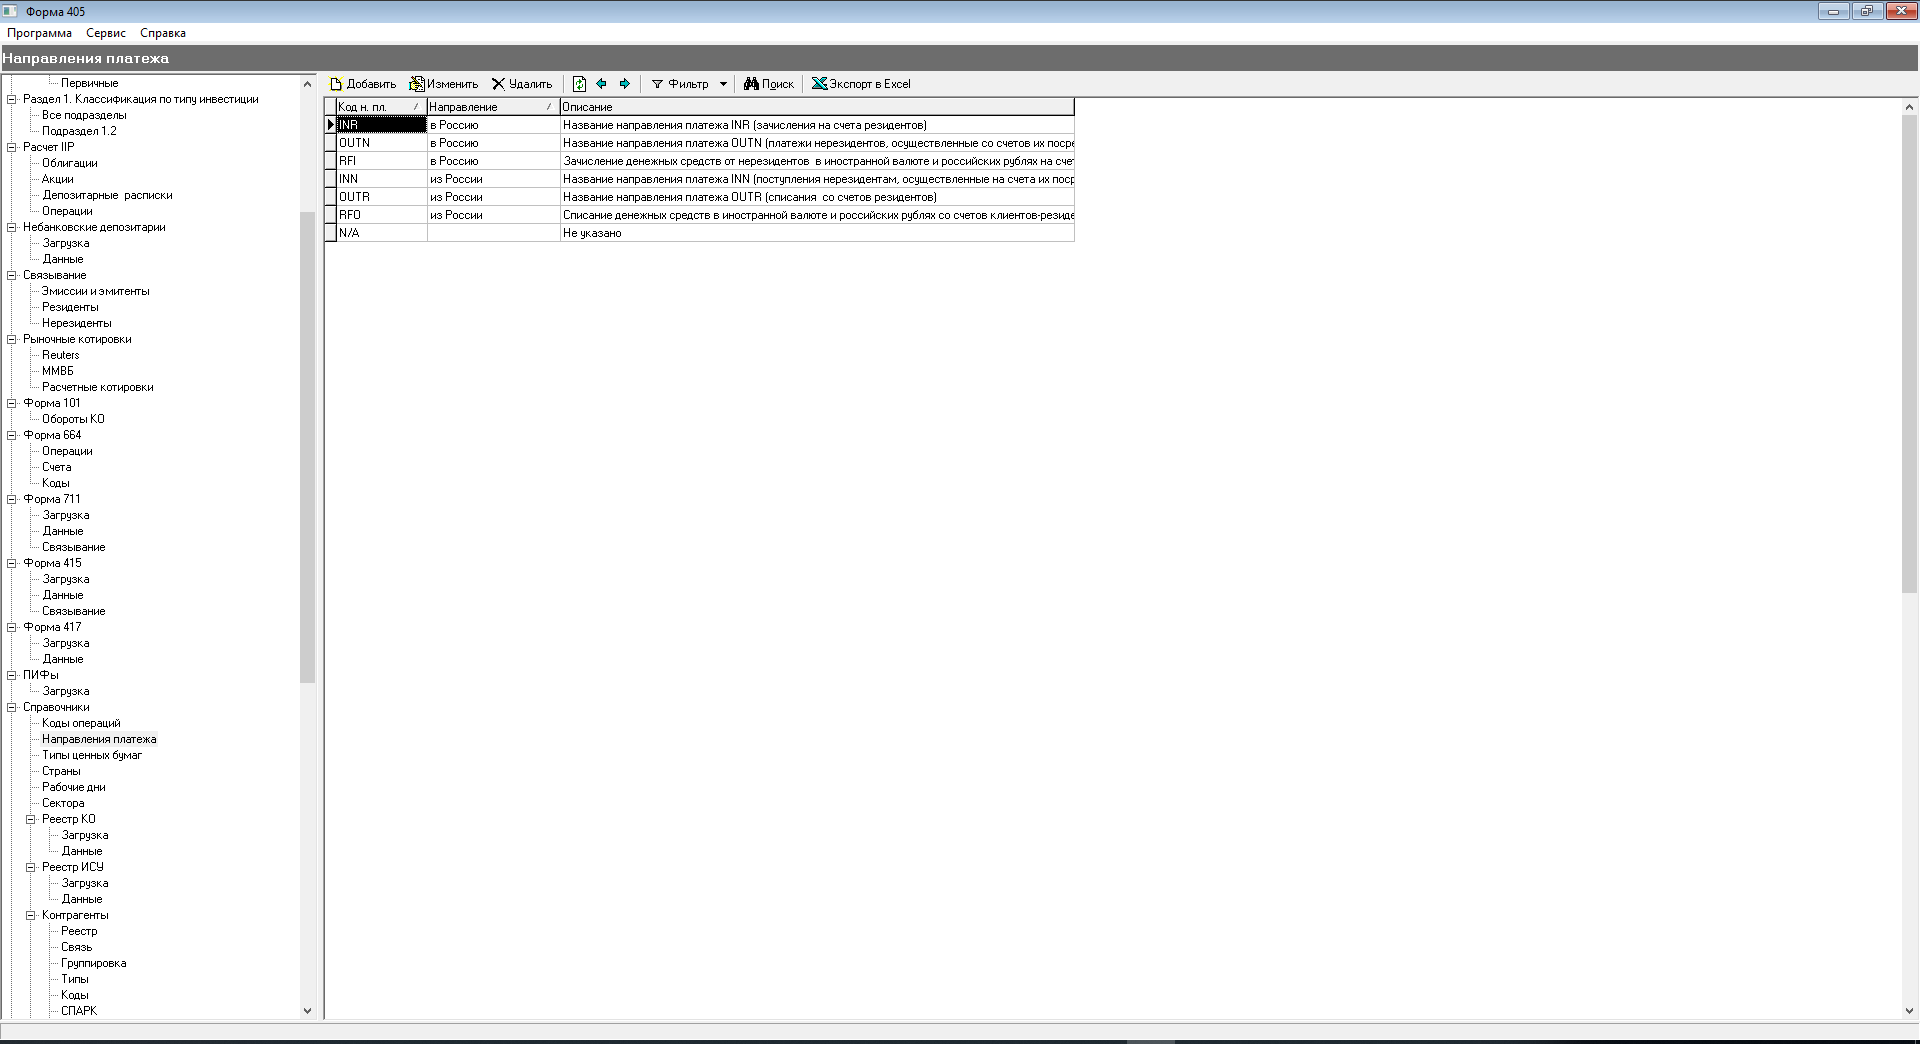 Форма 405
Программа Сервис Справка
Направления платежа
Первичные
Раздел 1. Классификация по типу инвестиции
Все подразделы
Подраздел 1.2
Расчет IIP
Облигации
Акции
Депозитарные расписки
Операции
Небанковские депозитарии
Загрузка
Данные
Связывание
Эмиссии и эмитенты
Резиденты
Нерезиденты
Рыночные котировки
Reuters
ММВБ
Расчетные котировки
Форма 101
Обороты КО
Форма 664
Операции
Счета
Коды
Форма 711
Загрузка
Данные
Связывание
Форма 415
Загрузка
Данные
Связывание
Форма 417
Загрузка
Данные
ПИФы
Загрузка
Справочники
Коды операций
Направления платежа
Типы ценных бумаг
Страны
Рабочие дни
Сектора
Реестр КО
Загрузка
Данные
Реестр ИСУ
Загрузка
Данные
Контрагенты
Реестр
Связь
Группировка
Типы
Коды
СПАРК
Добавить Изменить Удалить Фильтр Поиск Экспорт в Excel
Код н. пл. Направление Описание
INR в Россию Название направления платежа INR (зачисления на счета резидентов)
OUTN в Россию Название направления платежа OUTN (платежи нерезидентов, осуществленные со счетов их поср
RFI в Россию Зачисление денежных средств от нерезидентов в иностранной валюте и российских рублях на счет
INN из России Название направления платежа INN (поступления нерезидентам, осуществленные на счета их поср
OUTR из России Название направления платежа OUTR (списания со счетов резидентов)
RFO из России Списание денежных средств в иностранной валюте и российских рублях со счетов клиентов-резиде
N/A Не указано